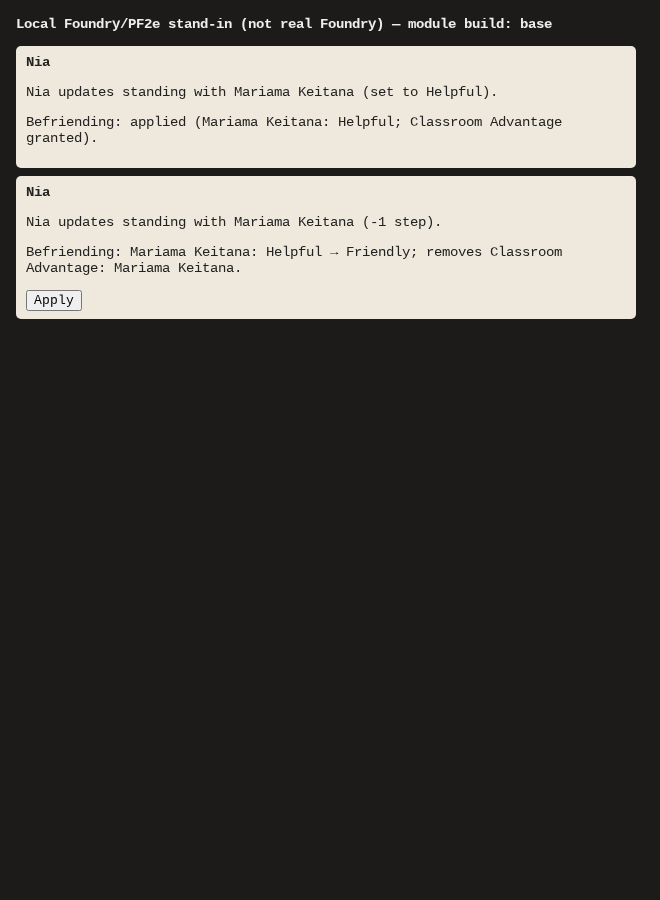 Local Foundry/PF2e stand-in (not real Foundry) — module build: base
Nia
Nia updates standing with Mariama Keitana (set to Helpful).
Befriending: applied (Mariama Keitana: Helpful; Classroom Advantage
granted).
Nia
Nia updates standing with Mariama Keitana (-1 step).
Befriending: Mariama Keitana: Helpful → Friendly; removes Classroom
Advantage: Mariama Keitana.
Apply